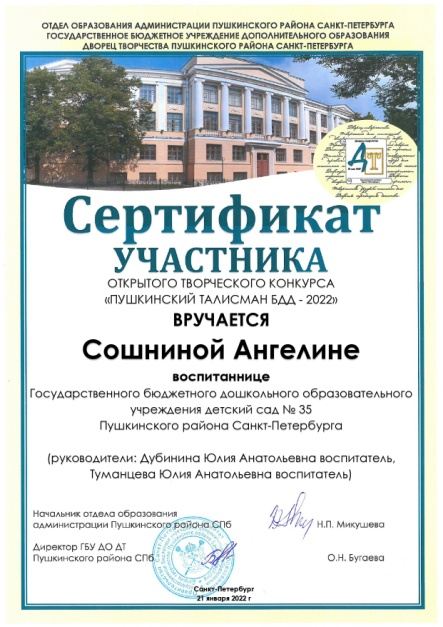 ОТДЕЛ ОБРАЗОВАНИЯ АДМИНИСТРАЦИИ ПУШКИНСКОГО РАЙОНА САНКТ-ПЕТЕРБУРГА
ГОСУДАРСТВЕННОЕ БЮДЖЕТНОЕ УЧРЕЖДЕНИЕ ДОПОЛНИТЕЛЬНОГО ОБРАЗОВАНИЯ
ДВОРЕЦ ТВОРЧЕСТВА ПУШКИНСКОГО РАЙОНА САНКТ-ПЕТЕРБУРГА
Сертификат
УЧАСТНИКА
ОТКРЫТОГО ТВОРЧЕСКОГО КОНКУРСА
«ПУШКИНСКИЙ ТАЛИСМАН БДД - 2022»
ВРУЧАЕТСЯ
Сошниной Ангелине
воспитаннице
Государственного бюджетного дошкольного образовательного
учреждения детский сад № 35
Пушкинского района Санкт-Петербурга
(руководители: Дубинина Юлия Анатольевна воспитатель,
Туманцева Юлия Анатольевна воспитатель)
Начальник отдела образования
администрации Пушкинского района СПб Н.П. Микушева
Директор ГБУ ДО ДТ
Пушкинского района СПб О.Н. Бугаева
Санкт-Петербург
21 января 2022 г